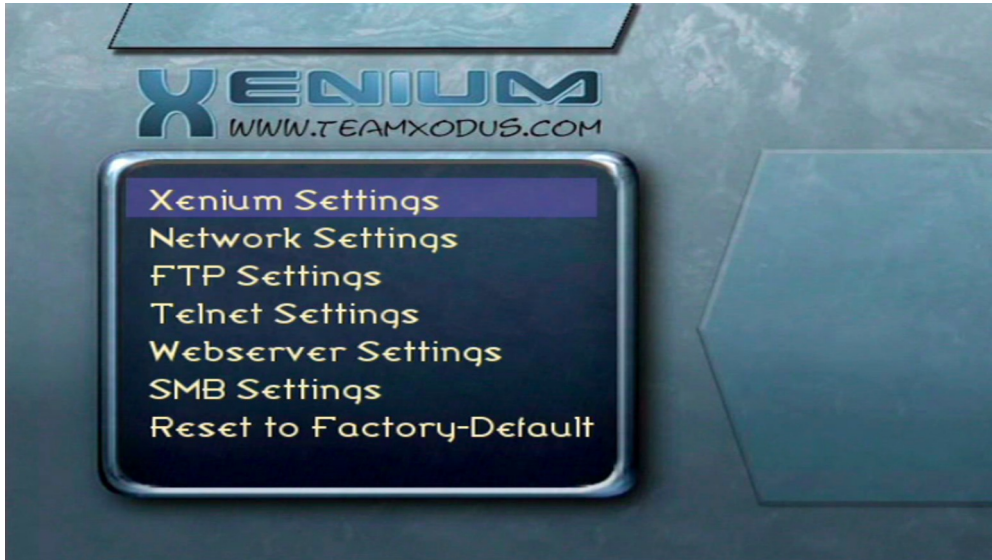 XENIUM
WWW.TEAMXODUS.COM
Xenium Settings
Network Settings
FTP Settings
Telnet Settings
Webserver Settings
SMB Settings
Reset to Factory-Default